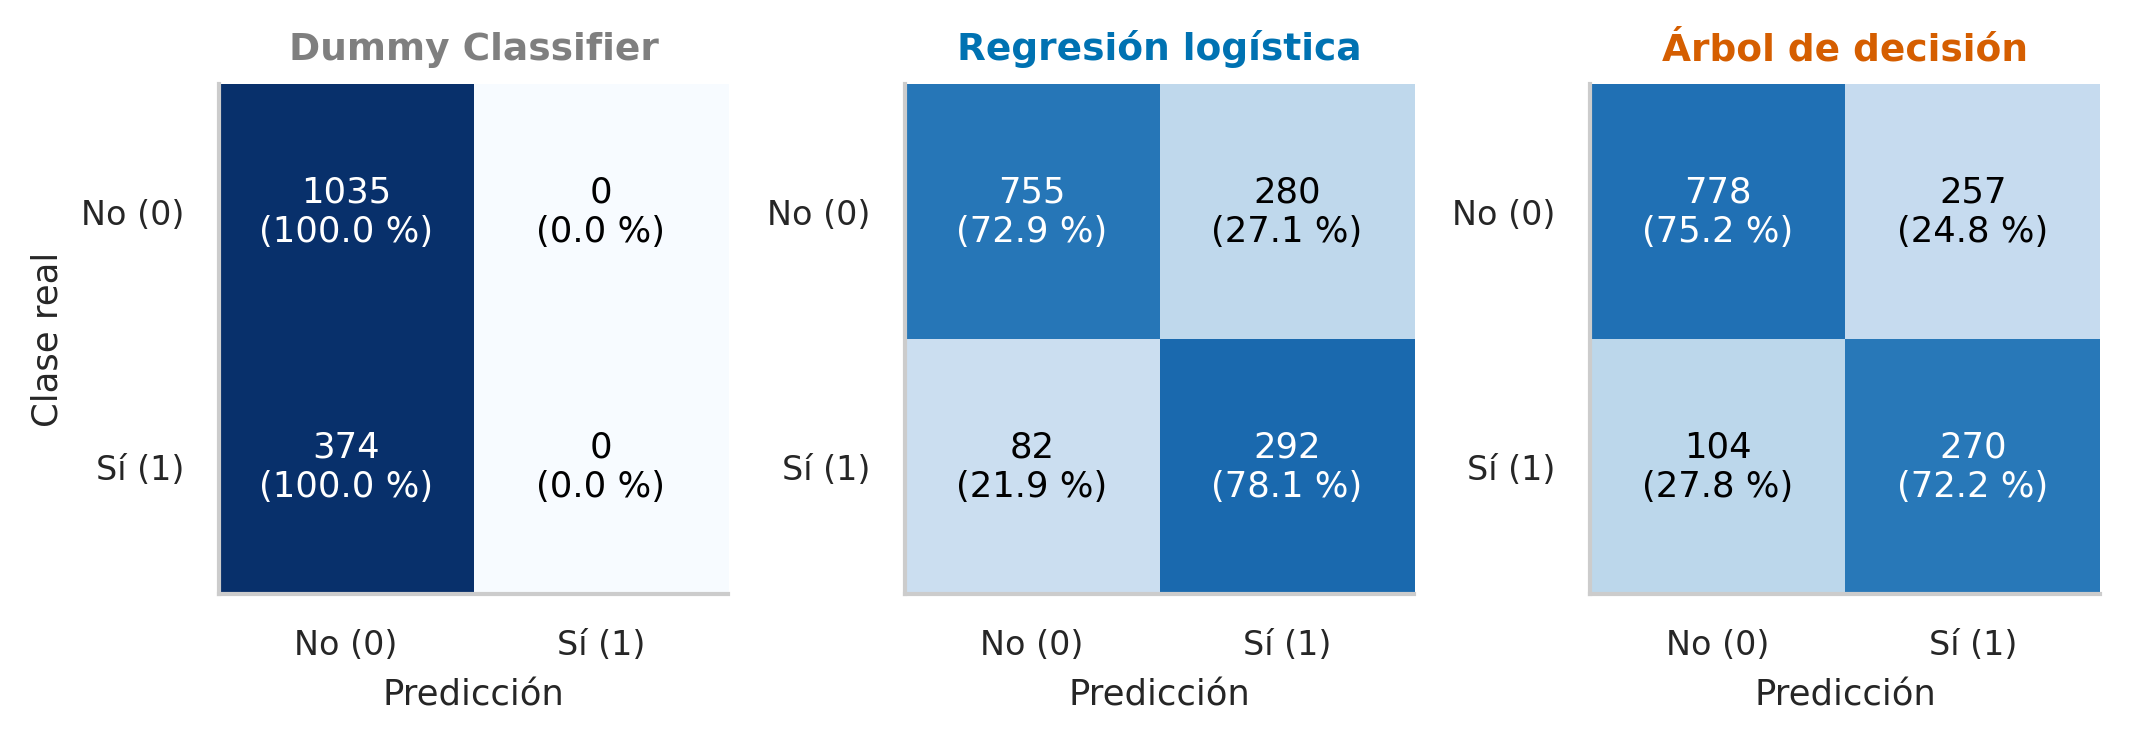 Dummy Classifier
Clase real
No (0)
1035
(100.0 %)
0
(0.0 %)
Sí (1)
374
(100.0 %)
0
(0.0 %)
No (0)
Sí (1)
Predicción
Regresión logística
No (0)
755
(72.9 %)
280
(27.1 %)
Sí (1)
82
(21.9 %)
292
(78.1 %)
No (0)
Sí (1)
Predicción
Árbol de decisión
No (0)
778
(75.2 %)
257
(24.8 %)
Sí (1)
104
(27.8 %)
270
(72.2 %)
No (0)
Sí (1)
Predicción